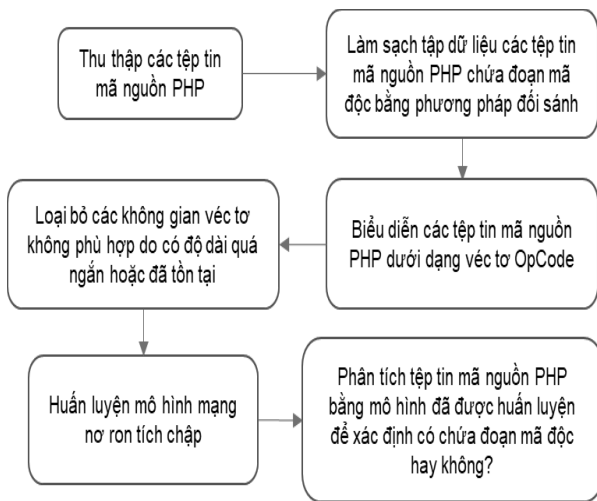 Thu thập các tệp tin
mã nguồn PHP
Làm sạch tập dữ liệu các tệp tin
mã nguồn PHP chứa đoạn mã
độc bằng phương pháp đối sánh
Biểu diễn các tệp tin mã nguồn
PHP dưới dạng véc tơ OpCode
Loại bỏ các không gian véc tơ
không phù hợp do có độ dài quá
ngắn hoặc đã tồn tại
Huấn luyện mô hình mạng
nơ ron tích chập
Phân tích tệp tin mã nguồn PHP
bằng mô hình đã được huấn luyện
để xác định có chứa đoạn mã độc
hay không?